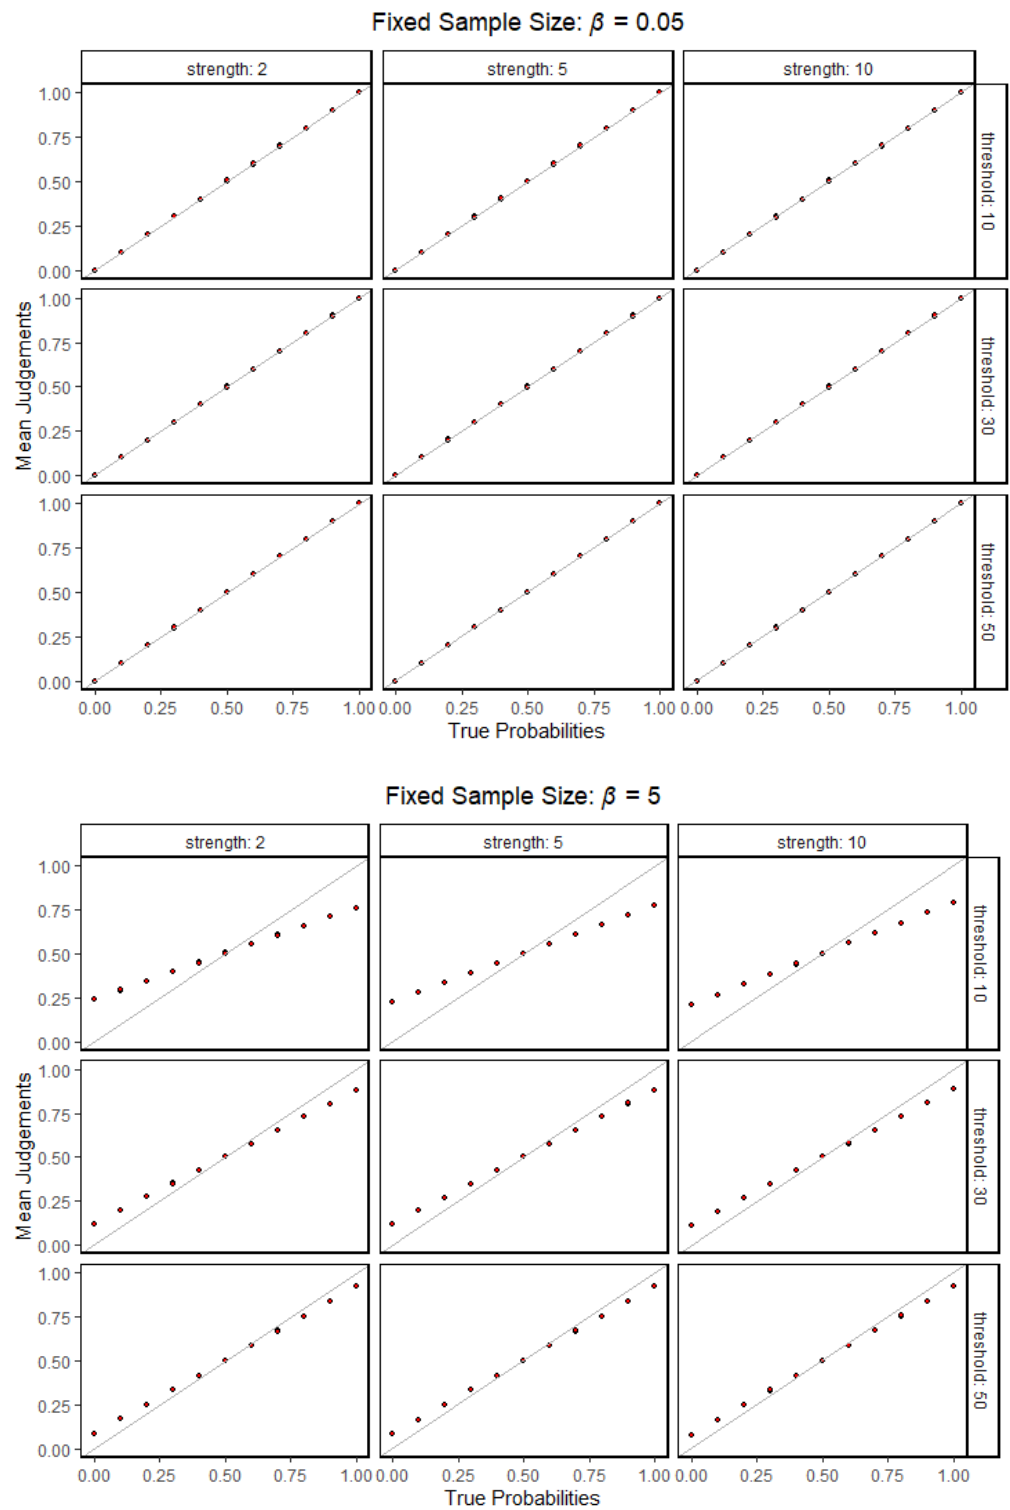 Fixed Sample Size: β = 0.05
strength: 2 strength: 5 strength: 10
Mean Judgements
1.00
0.75
0.50
0.25
0.00
threshold: 10
1.00
0.75
0.50
0.25
0.00
threshold: 30
1.00
0.75
0.50
0.25
0.00
threshold: 50
0.00 0.25 0.50 0.75 1.00 0.00 0.25 0.50 0.75 1.00 0.00 0.25 0.50 0.75 1.00
True Probabilities
Fixed Sample Size: β = 5
strength: 2 strength: 5 strength: 10
Mean Judgements
1.00
0.75
0.50
0.25
0.00
threshold: 10
1.00
0.75
0.50
0.25
0.00
threshold: 30
1.00
0.75
0.50
0.25
0.00
threshold: 50
0.00 0.25 0.50 0.75 1.00 0.00 0.25 0.50 0.75 1.00 0.00 0.25 0.50 0.75 1.00
True Probabilities